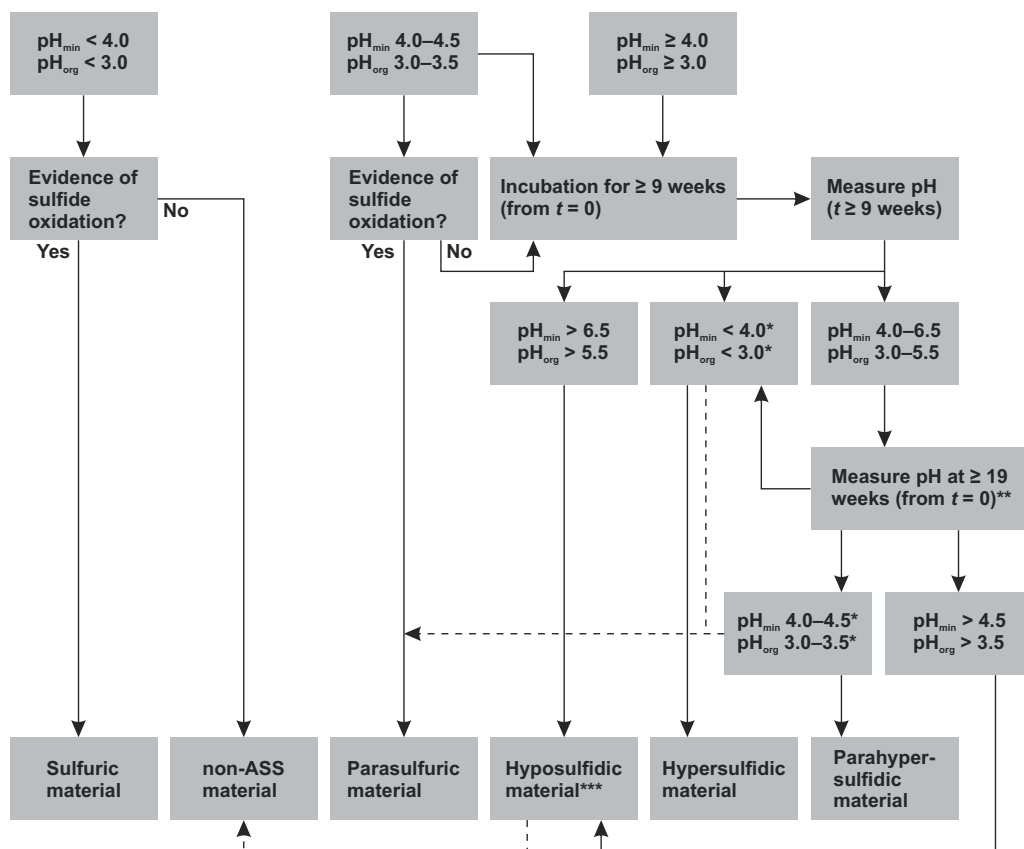 pHmin < 4.0
pHorg < 3.0
pHmin 4.0–4.5
pHorg 3.0–3.5
pHmin ≥ 4.0
pHorg ≥ 3.0
Evidence of
sulfide
oxidation?
No
Yes
Evidence of
sulfide
oxidation?
Yes
No
Incubation for ≥ 9 weeks
(from t = 0)
Measure pH
(t ≥ 9 weeks)
pHmin > 6.5
pHorg > 5.5
pHmin < 4.0*
pHorg < 3.0*
pHmin 4.0–6.5
pHorg 3.0–5.5
Measure pH at ≥ 19
weeks (from t = 0)**
pHmin 4.0–4.5*
pHorg 3.0–3.5*
pHmin > 4.5
pHorg > 3.5
Sulfuric
material
non-ASS
material
Parasulfuric
material
Hyposulfidic
material***
Hypersulfidic
material
Parahyper-
sulfidic
material